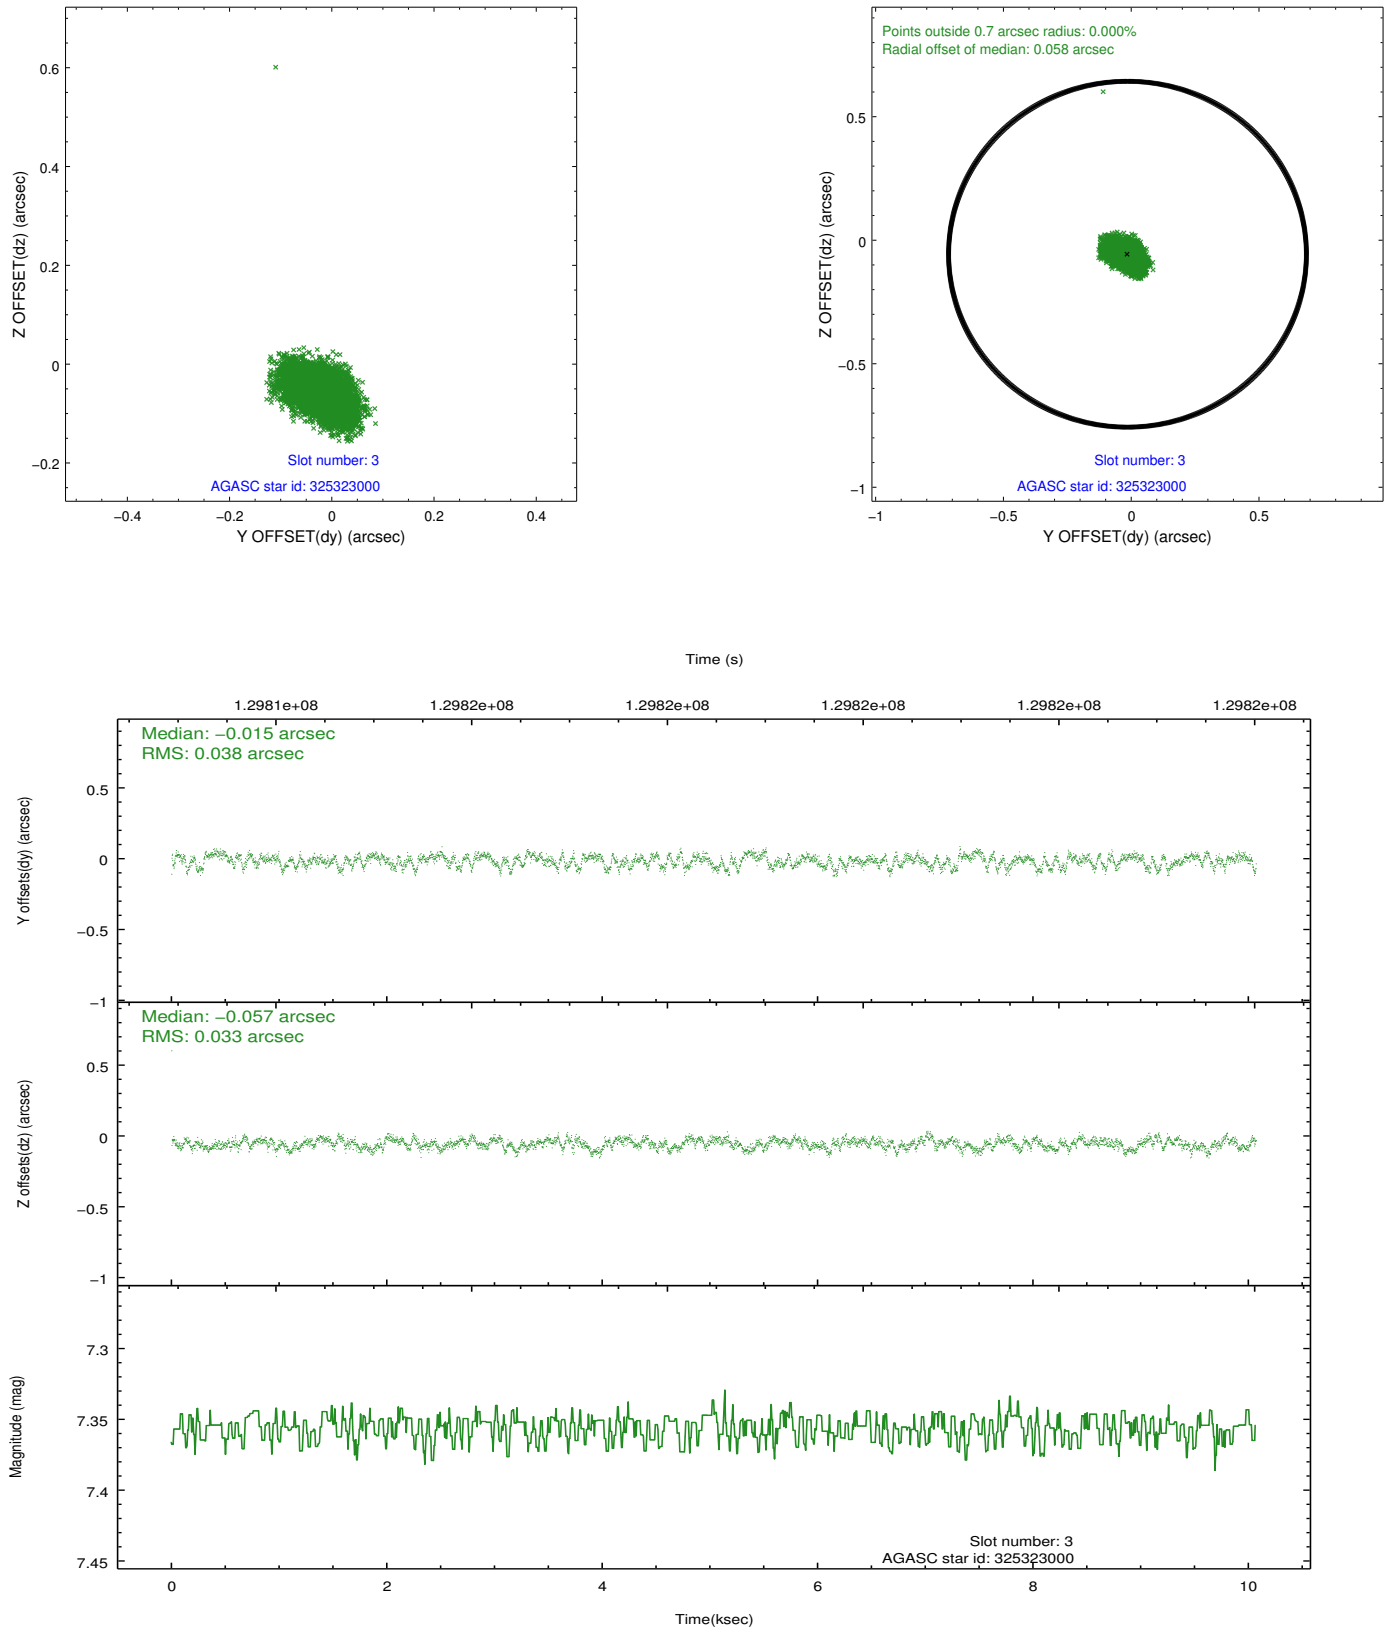 0.6
0.4
0.2
0
−0.2
Z OFFSET(dz) (arcsec)
Slot number: 3
AGASC star id: 325323000
−0.4
−0.2
0
0.2
0.4
Y OFFSET(dy) (arcsec)
Points outside 0.7 arcsec radius: 0.000%
Radial offset of median: 0.058 arcsec
0.5
0
−0.5
−1
Z OFFSET(dz) (arcsec)
Slot number: 3
AGASC star id: 325323000
−1
−0.5
0
0.5
Y OFFSET(dy) (arcsec)
Time (s)
1.2981e+08
1.2982e+08
1.2982e+08
1.2982e+08
1.2982e+08
1.2982e+08
Median: −0.015 arcsec
RMS: 0.038 arcsec
0.5
0
−0.5
−1
Y offsets(dy) (arcsec)
Median: −0.057 arcsec
RMS: 0.033 arcsec
0.5
0
−0.5
−1
Z offsets(dz) (arcsec)
7.3
7.35
7.4
7.45
Magnitude (mag)
Slot number: 3
AGASC star id: 325323000
0
2
4
6
8
10
Time(ksec)